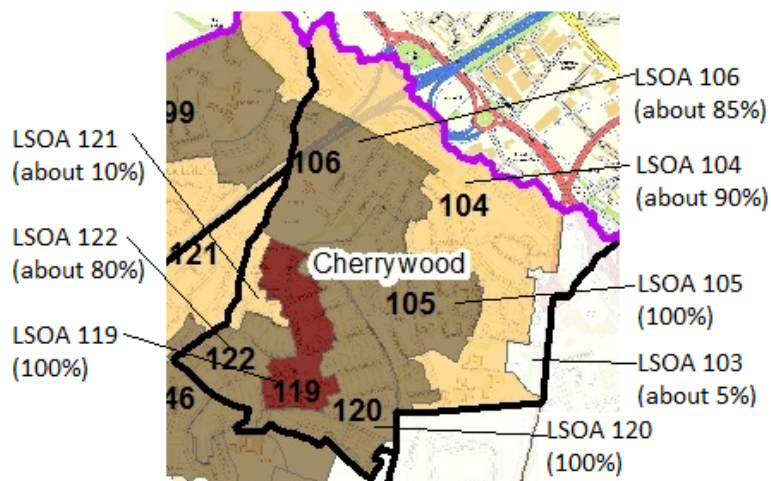 LSOA 106
(about 85%)
LSOA 121
(about 10%)
LSOA 104
(about 90%)
LSOA 122
(about 80%)
LSOA 105
(100%)
LSOA 119
(100%)
LSOA 103
(about 5%)
LSOA 120
(100%)
99
106
104
121
Cherrywood
105
122
119
46
120